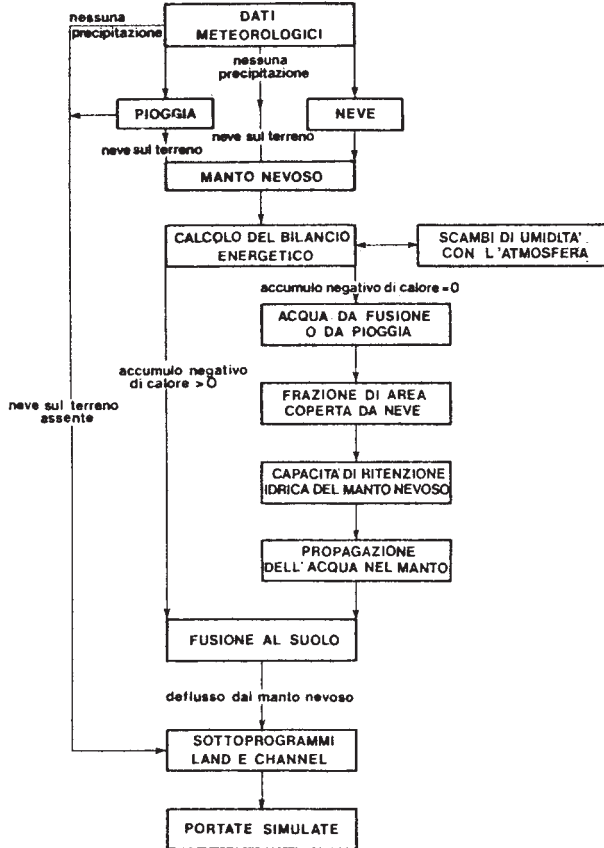 nessuna
precipitazione
DATI
METEOROLOGICI
nessuna
precipitazione
PIOGGIA
NEVE
neve sul terreno
neve sul terreno
MANTO NEVOSO
CALCOLO DEL BILANCIO
ENERGETICO
SCAMBI DI UMIDITA'
CON L'ATMOSFERA
accumulo negativo di calore = 0
ACQUA DA FUSIONE
O DA PIOGGIA
accumulo negativo
di calore > 0
FRAZIONE DI AREA
COPERTA DA NEVE
neve sul terreno
assente
CAPACITA' DI RITENZIONE
IDRICA DEL MANTO NEVOSO
PROPAGAZIONE
DELL'ACQUA NEL MANTO
FUSIONE AL SUOLO
deflusso dal manto nevoso
SOTTOPROGRAMMI
LAND E CHANNEL
PORTATE SIMULATE